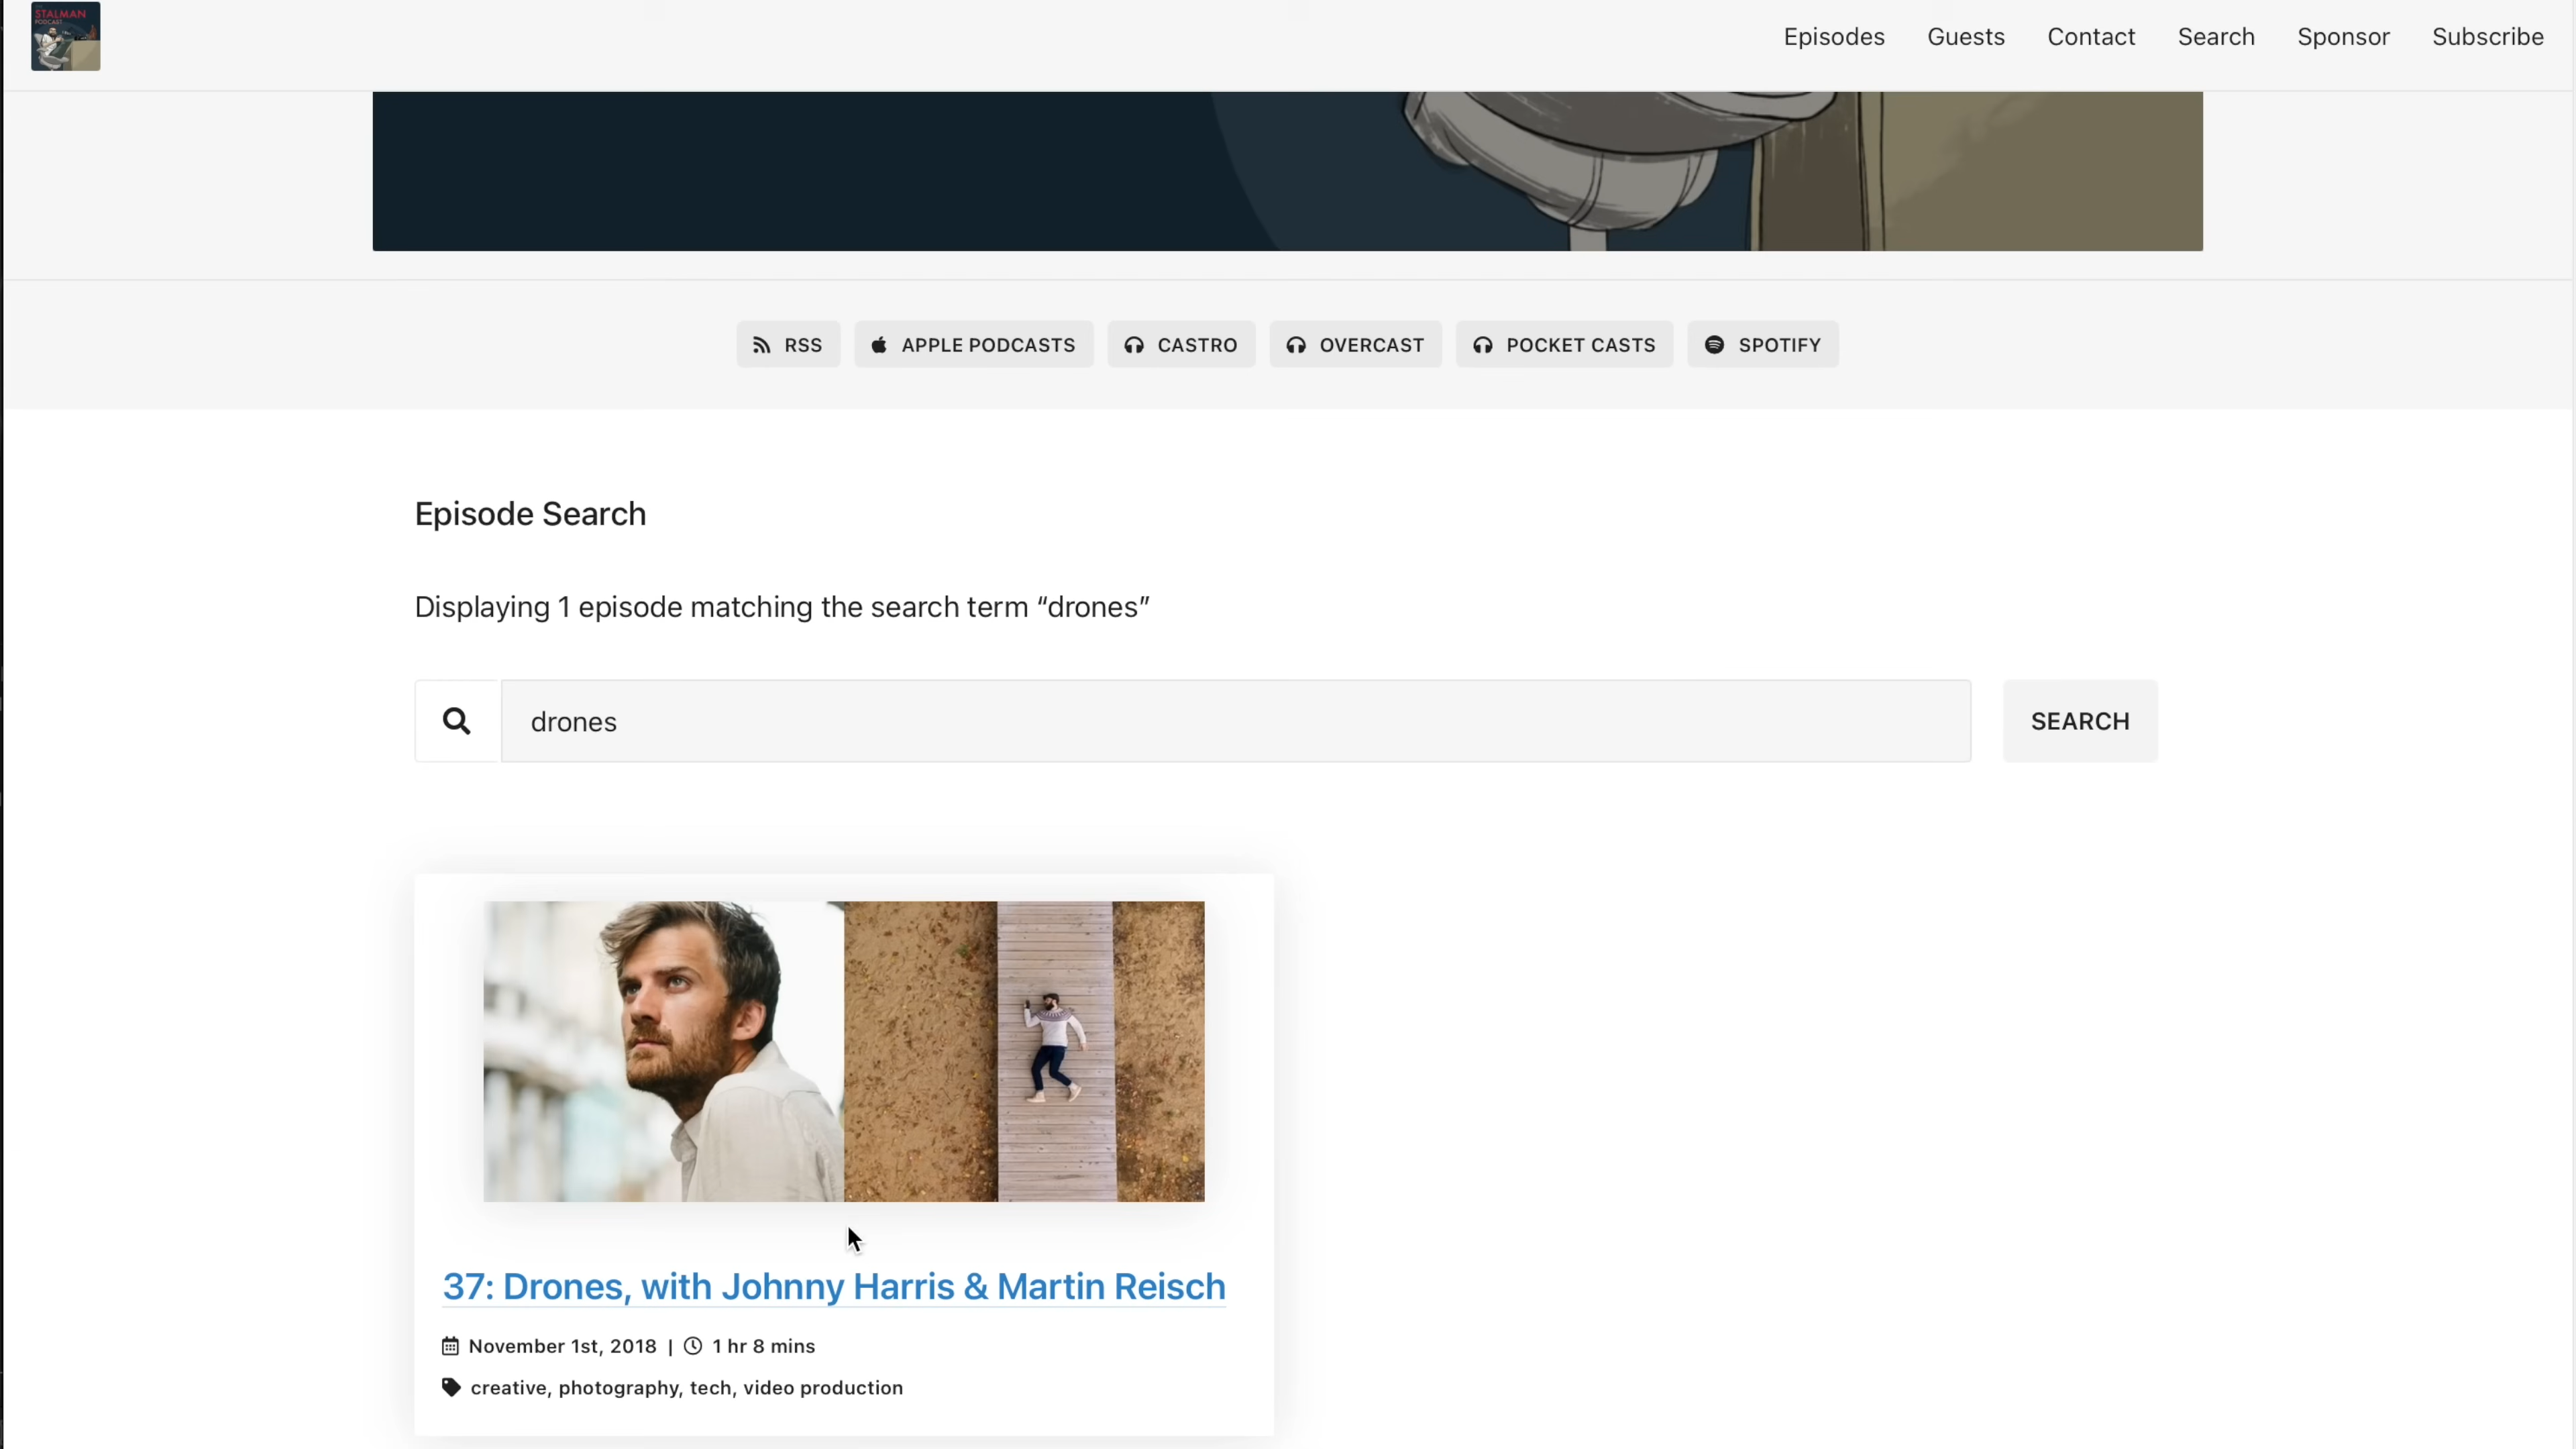 STALMAN
PODCAST
Episodes Guests Contact Search Sponsor Subscribe
RSS APPLE PODCASTS CASTRO OVERCAST POCKET CASTS SPOTIFY
Episode Search
Displaying 1 episode matching the search term “drones”
drones SEARCH
37: Drones, with Johnny Harris & Martin Reisch
November 1st, 2018 | 1 hr 8 mins
creative, photography, tech, video production